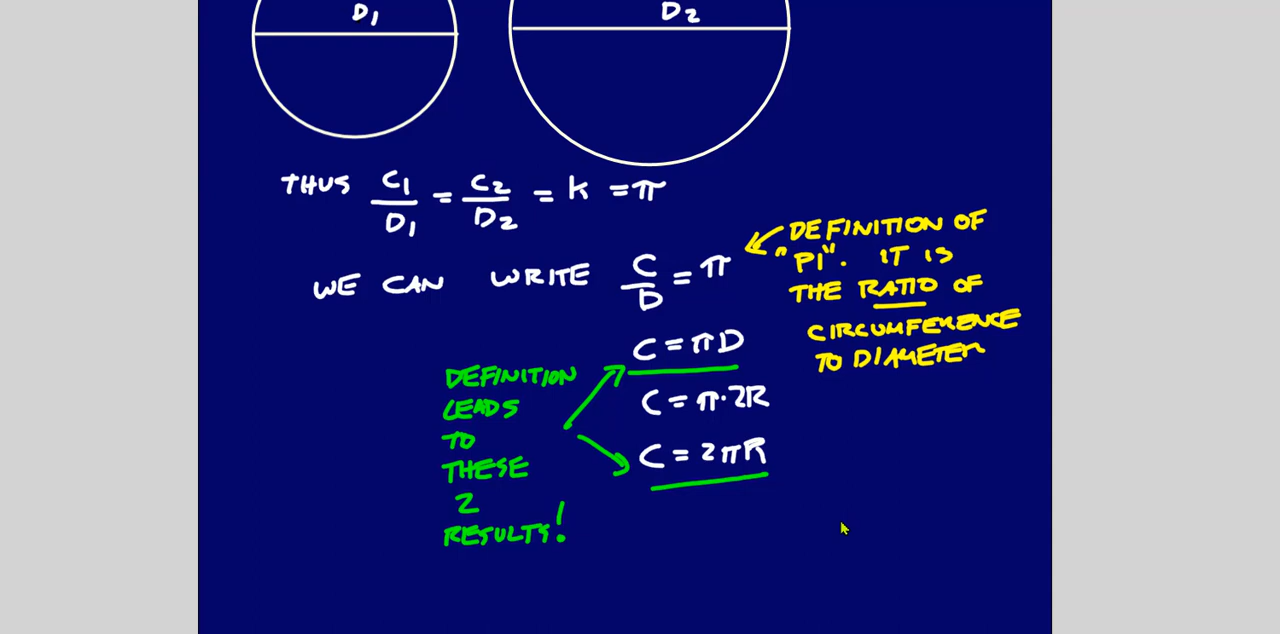 D1
D2
THUS C1/D1 = C2/D2 = K = π
WE CAN WRITE C/D = π
DEFINITION OF
"PI". IT IS
THE RATIO OF
CIRCUMFERENCE
TO DIAMETER
C = πD
C = π·2R
C = 2πR
DEFINITION
LEADS
TO
THESE
2
RESULTS!